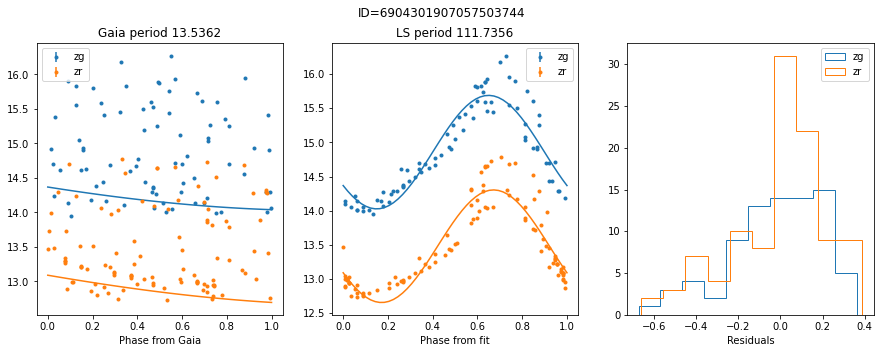 ID=6904301907057503744
Gaia period 13.5362
zg
zr
16.0
15.5
15.0
14.5
14.0
13.5
13.0
0.0 0.2 0.4 0.6 0.8 1.0
Phase from Gaia
LS period 111.7356
zg
zr
16.0
15.5
15.0
14.5
14.0
13.5
13.0
12.5
0.0 0.2 0.4 0.6 0.8 1.0
Phase from fit
zg
zr
30
25
20
15
10
5
0
−0.6 −0.4 −0.2 0.0 0.2 0.4
Residuals